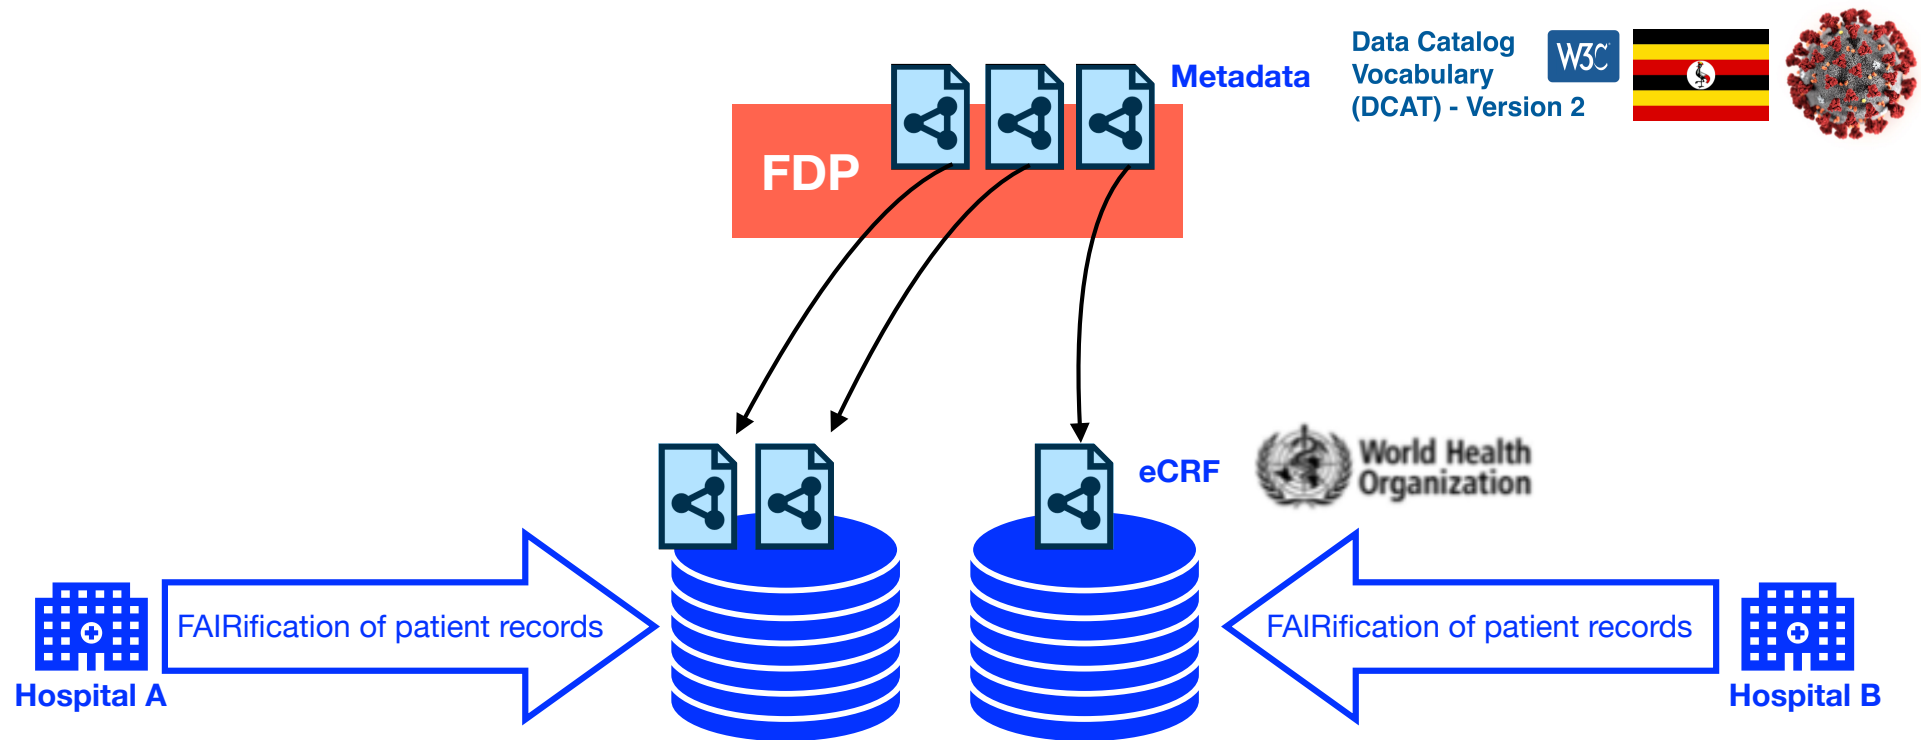 Data Catalog
Vocabulary
(DCAT) - Version 2
W3C
Metadata
FDP
eCRF
World Health
Organization
FAIRification of patient records
FAIRification of patient records
Hospital A
Hospital B